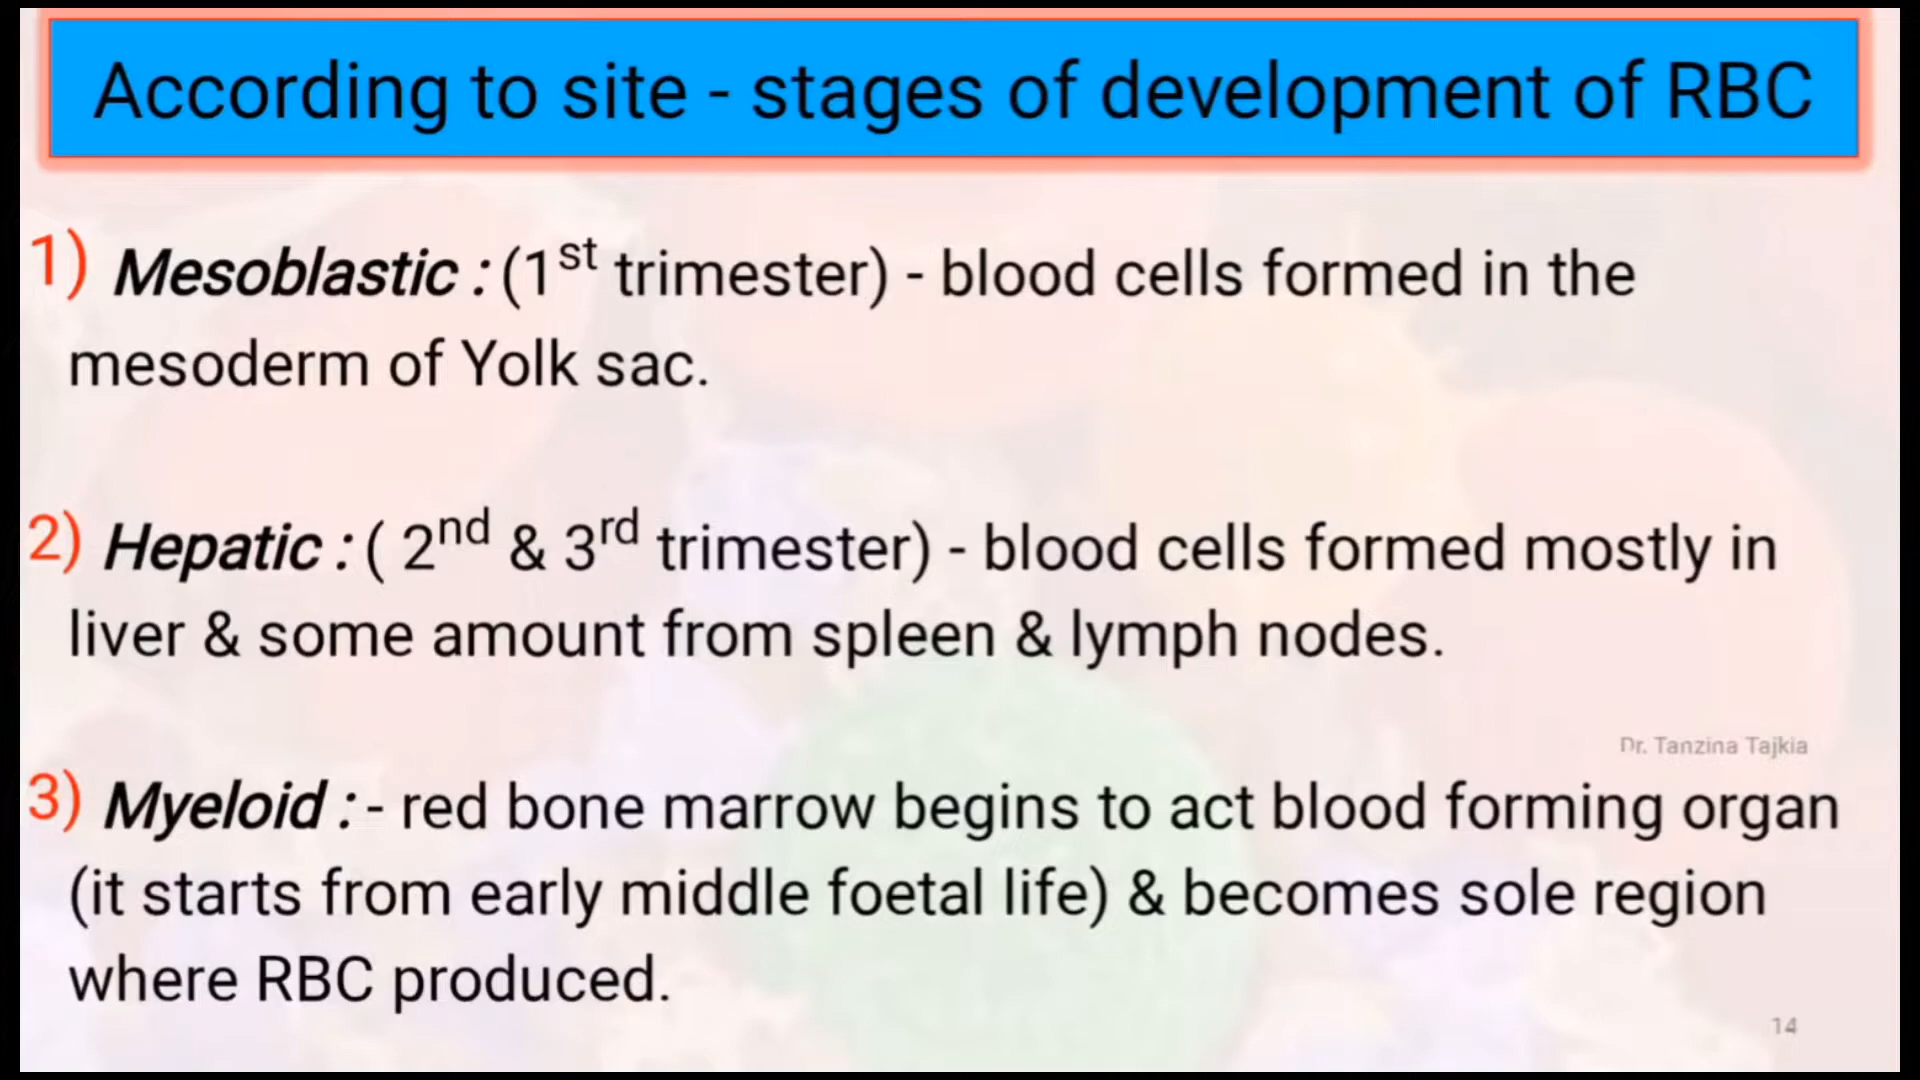 According to site - stages of development of RBC
1) Mesoblastic : (1st trimester) - blood cells formed in the
mesoderm of Yolk sac.
2) Hepatic : ( 2nd & 3rd trimester) - blood cells formed mostly in
liver & some amount from spleen & lymph nodes.
Dr. Tanzina Tajkia
3) Myeloid : - red bone marrow begins to act blood forming organ
(it starts from early middle foetal life) & becomes sole region
where RBC produced.
14